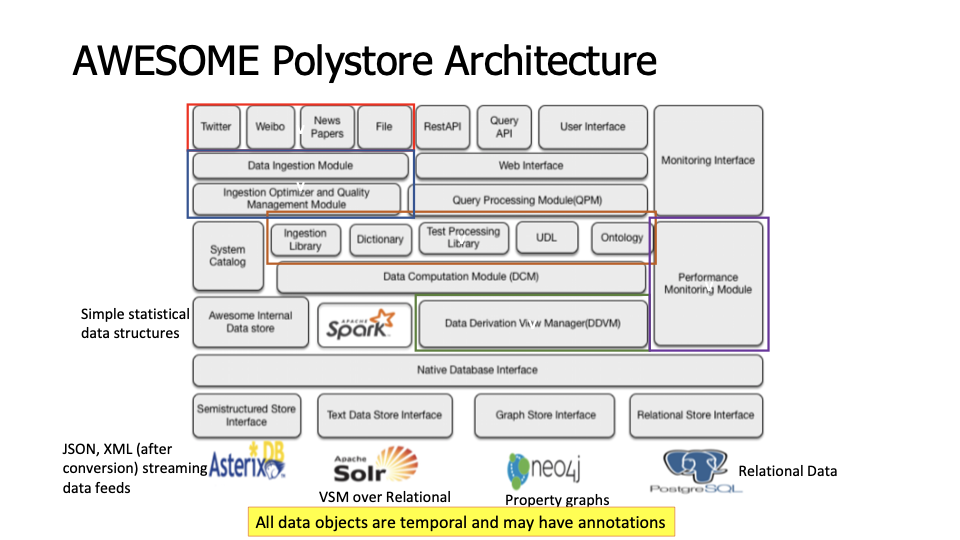 AWESOME Polystore Architecture
Twitter
Weibo
News
Papers
File
RestAPI
Query
API
User Interface
Monitoring Interface
Data Ingestion Module
Web Interface
Ingestion Optimizer and Quality
Management Module
Query Processing Module(QPM)
System
Catalog
Ingestion
Library
Dictionary
Test Processing
Library
UDL
Ontology
Performance
Monitoring Module
Data Computation Module (DCM)
Simple statistical
data structures
Awesome Internal
Data store
APACHE
Spark
Data Derivation View Manager(DDVM)
Native Database Interface
Semistructured Store
Interface
Text Data Store Interface
Graph Store Interface
Relational Store Interface
JSON, XML (after
conversion) streaming
data feeds
AsterixDB
Apache
Solr
VSM over Relational
neo4j
Property graphs
PostgreSQL
Relational Data
All data objects are temporal and may have annotations